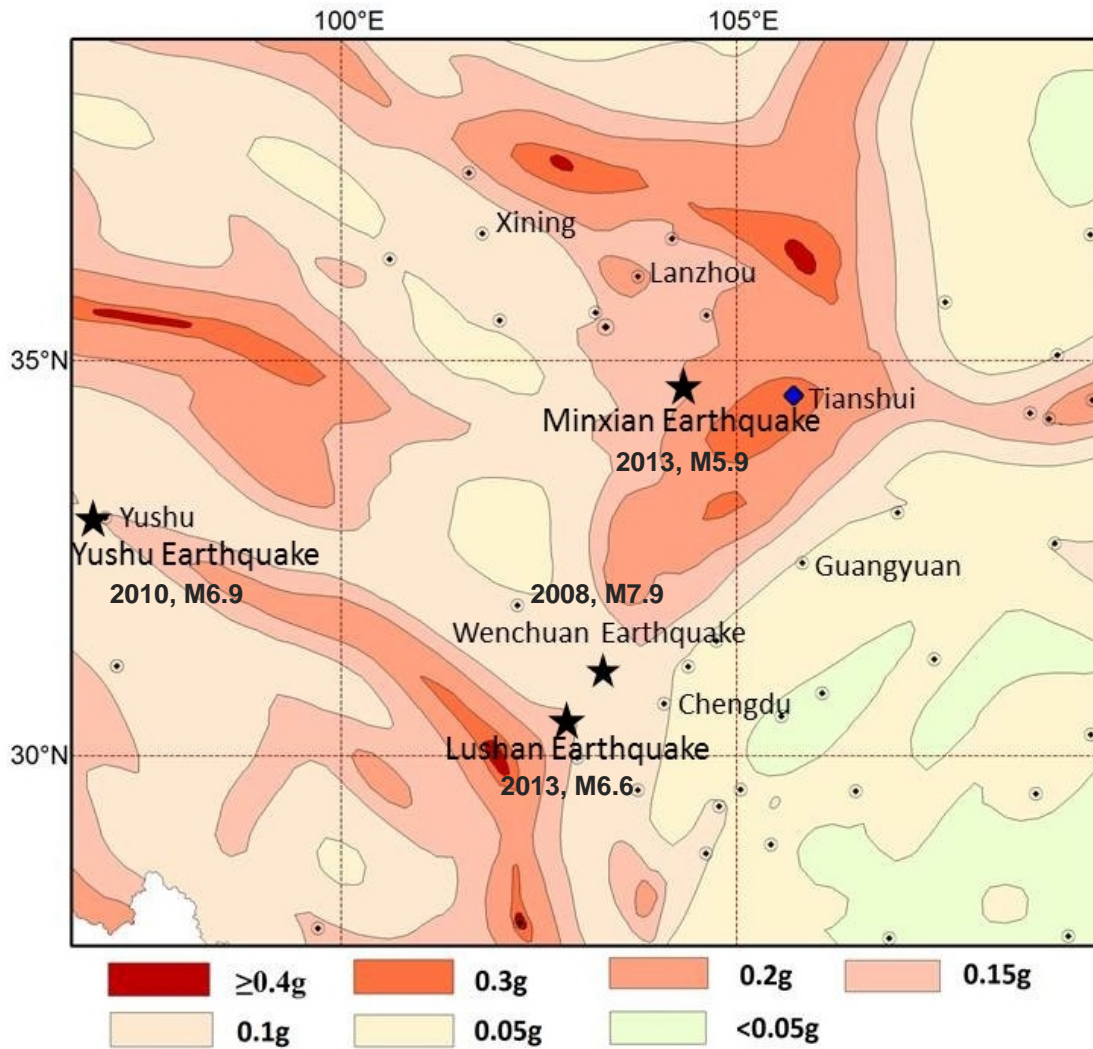 100°E 105°E
Xining
Lanzhou
35°N
Tianshui
Minxian Earthquake
2013, M5.9
Yushu
Yushu Earthquake
Guangyuan
2010, M6.9
2008, M7.9
Wenchuan Earthquake
Chengdu
Lushan Earthquake
30°N
2013, M6.6
≥0.4g 0.3g 0.2g 0.15g
0.1g 0.05g <0.05g